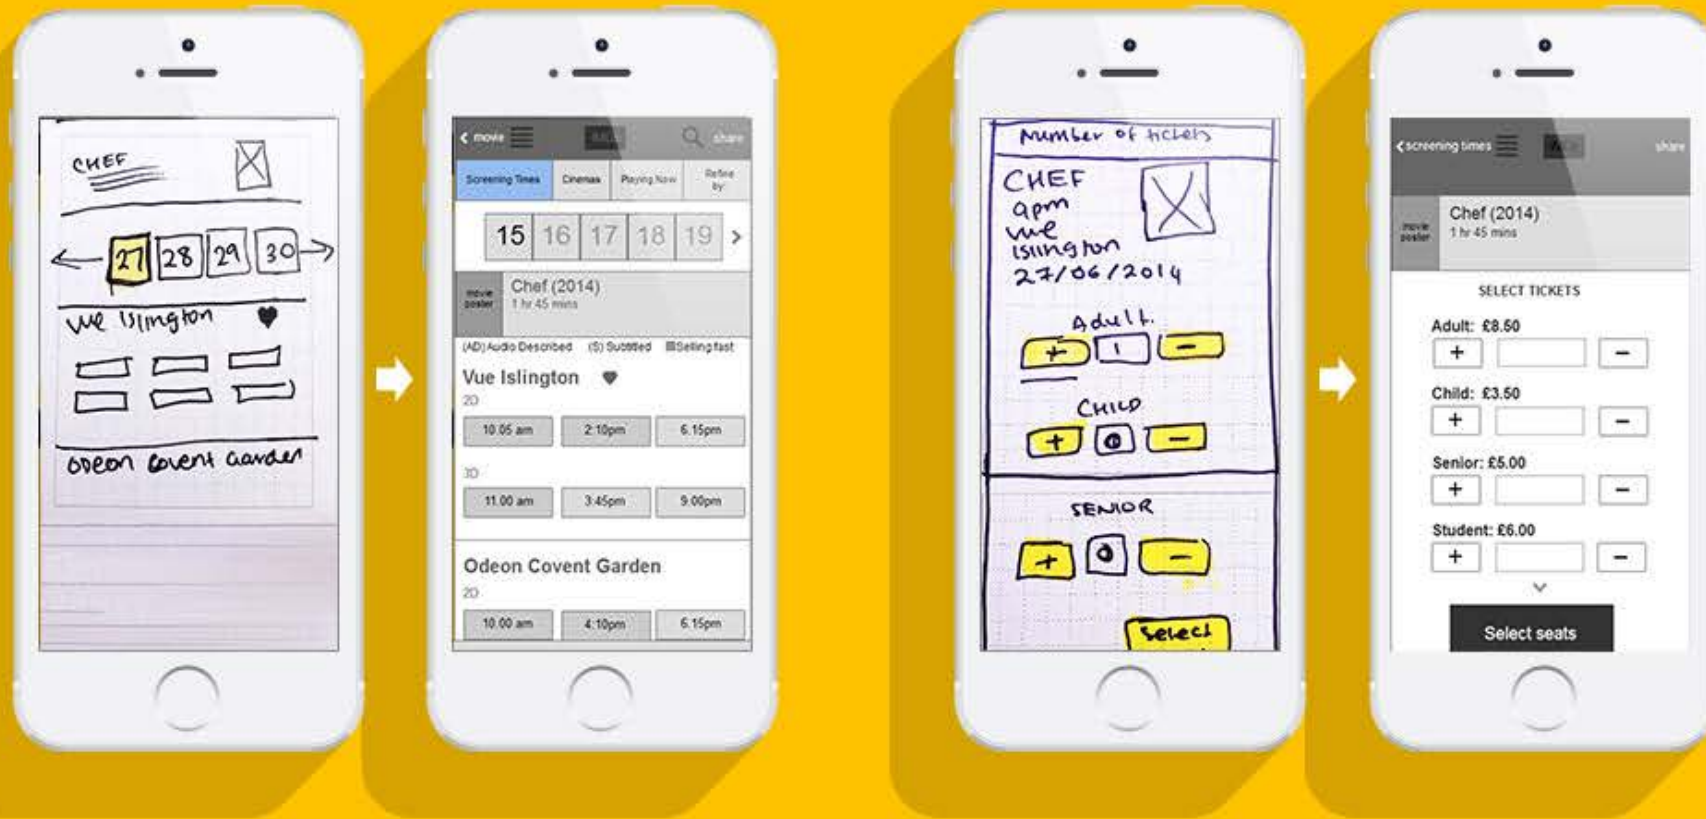 CHEF
27 28 29 30
Vue Islington
Odeon Covent Garden
movie share
Screening Times Cinemas Playing Now Refine by:
15 16 17 18 19
movie poster
Chef (2014)
1 hr 45 mins
(AD) Audio Described (S) Subtitled Selling fast
Vue Islington
2D
10.05 am 2:10pm 6.15pm
3D
11.00 am 3:45pm 9.00pm
Odeon Covent Garden
2D
10.00 am 4:10pm 6.15pm
Number of tickets
CHEF
9pm
Vue
Islington
27/06/2014
Adult.
+ 1 -
CHILD
+ 0 -
SENIOR
+ 0 -
Select
screening times share
movie poster
Chef (2014)
1 hr 45 mins
SELECT TICKETS
Adult: £8.50
+ -
Child: £3.50
+ -
Senior: £5.00
+ -
Student: £6.00
+ -
Select seats